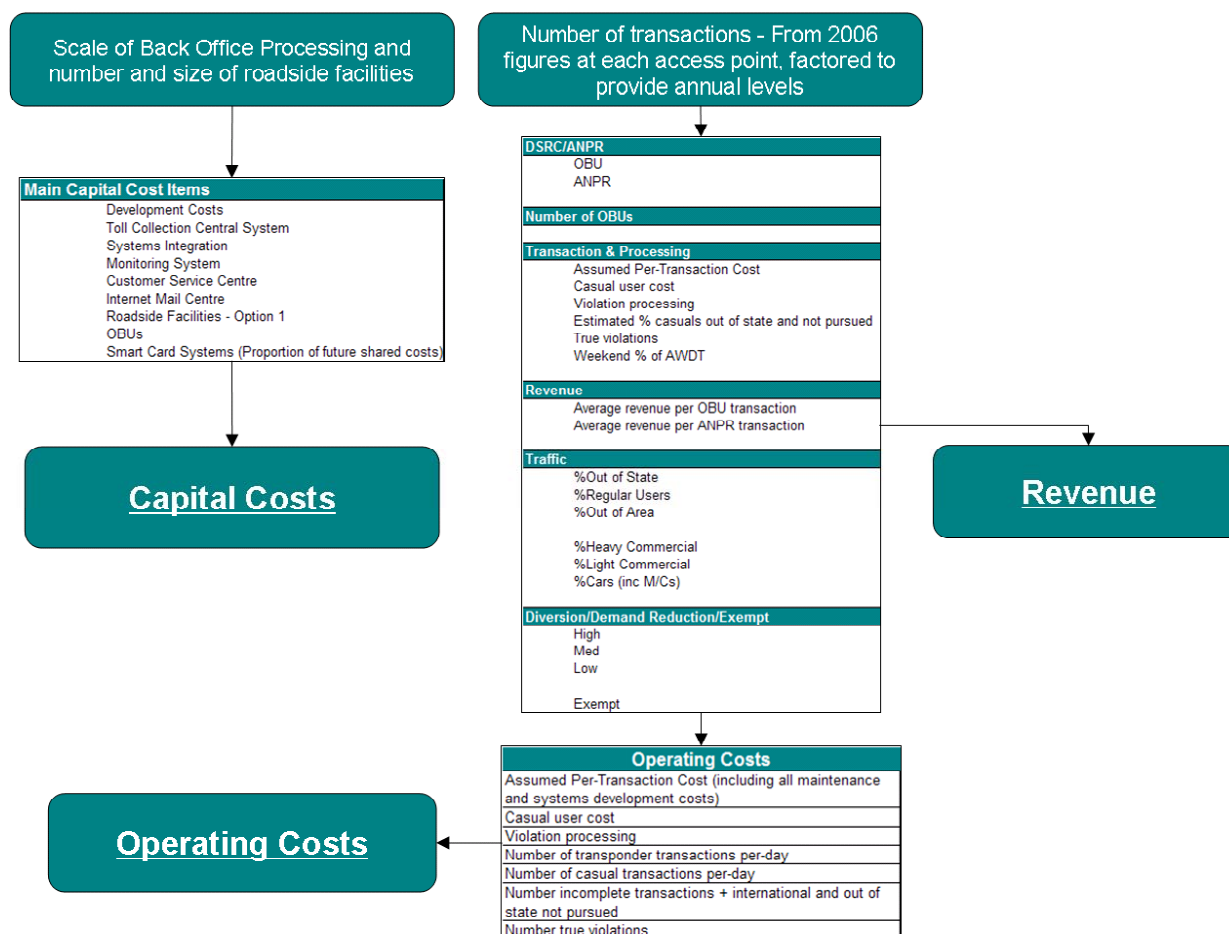 Scale of Back Office Processing and
number and size of roadside facilities
Number of transactions - From 2006
figures at each access point, factored to
provide annual levels
Main Capital Cost Items
Development Costs
Toll Collection Central System
Systems Integration
Monitoring System
Customer Service Centre
Internet Mail Centre
Roadside Facilities - Option 1
OBUs
Smart Card Systems (Proportion of future shared costs)
Capital Costs
DSRC/ANPR
OBU
ANPR
Number of OBUs
Transaction & Processing
Assumed Per-Transaction Cost
Casual user cost
Violation processing
Estimated % casuals out of state and not pursued
True violations
Weekend % of AWDT
Revenue
Average revenue per OBU transaction
Average revenue per ANPR transaction
Traffic
%Out of State
%Regular Users
%Out of Area
%Heavy Commercial
%Light Commercial
%Cars (inc M/Cs)
Diversion/Demand Reduction/Exempt
High
Med
Low
Exempt
Revenue
Operating Costs
Assumed Per-Transaction Cost (including all maintenance
and systems development costs)
Casual user cost
Violation processing
Number of transponder transactions per-day
Number of casual transactions per-day
Number incomplete transactions + international and out of
state not pursued
Number true violations
Operating Costs